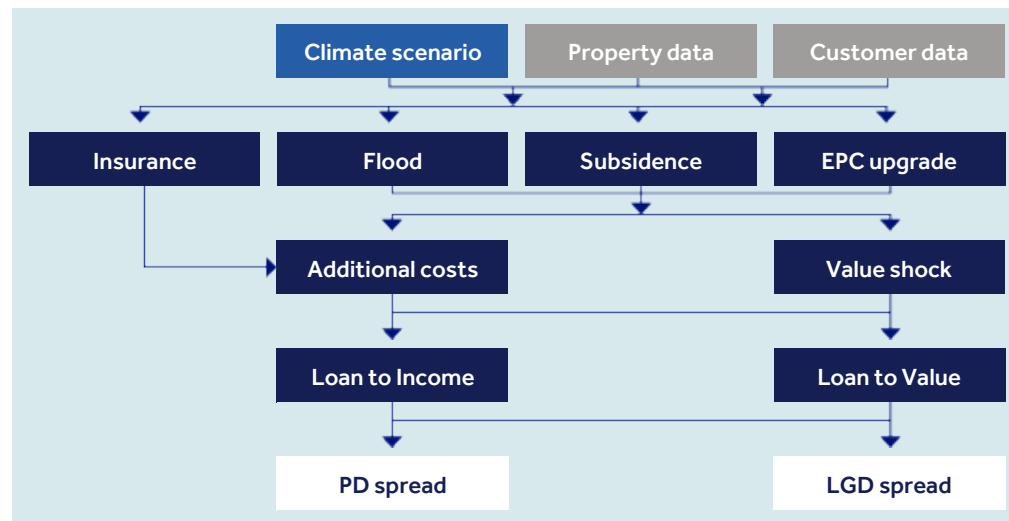 Climate scenario
Property data
Customer data
Insurance
Flood
Subsidence
EPC upgrade
Additional costs
Value shock
Loan to Income
Loan to Value
PD spread
LGD spread